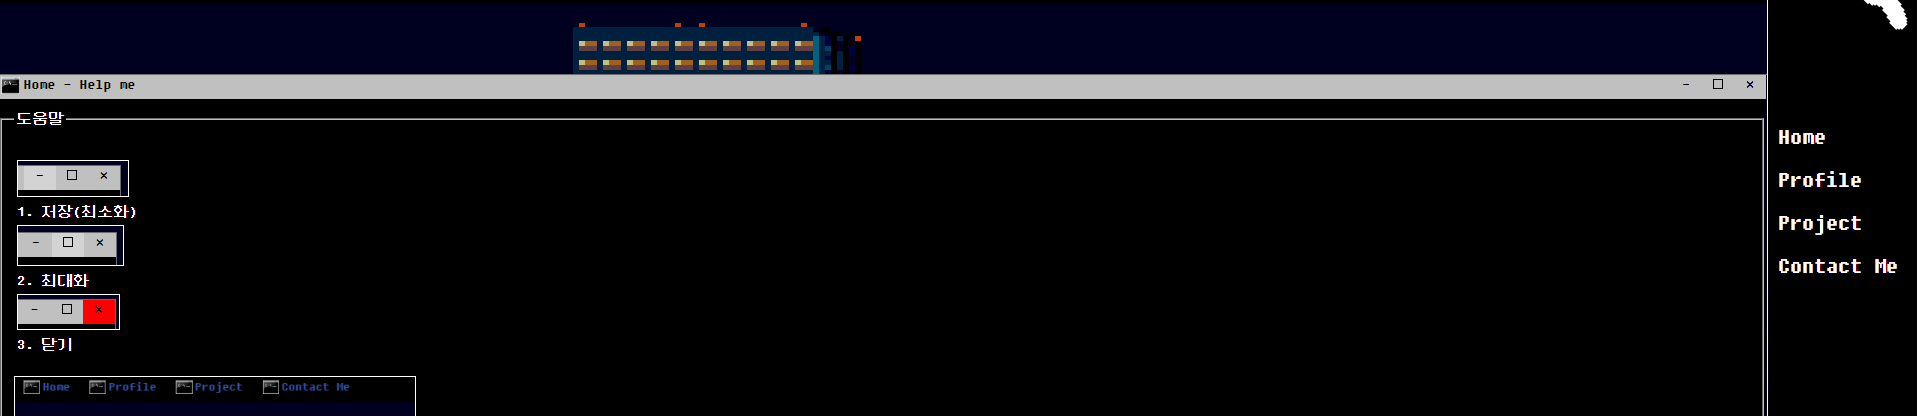 Home - Help me
도움말
1. 저장(최소화)
2. 최대화
3. 닫기
Home Profile Project Contact Me
Home
Profile
Project
Contact Me